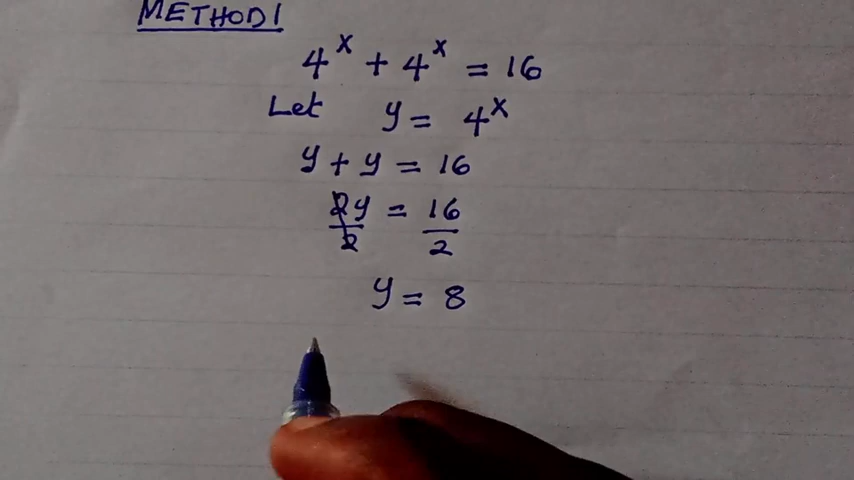 METHOD1
4^x + 4^x = 16
Let y = 4^x
y + y = 16
2y/2 = 16/2
y = 8